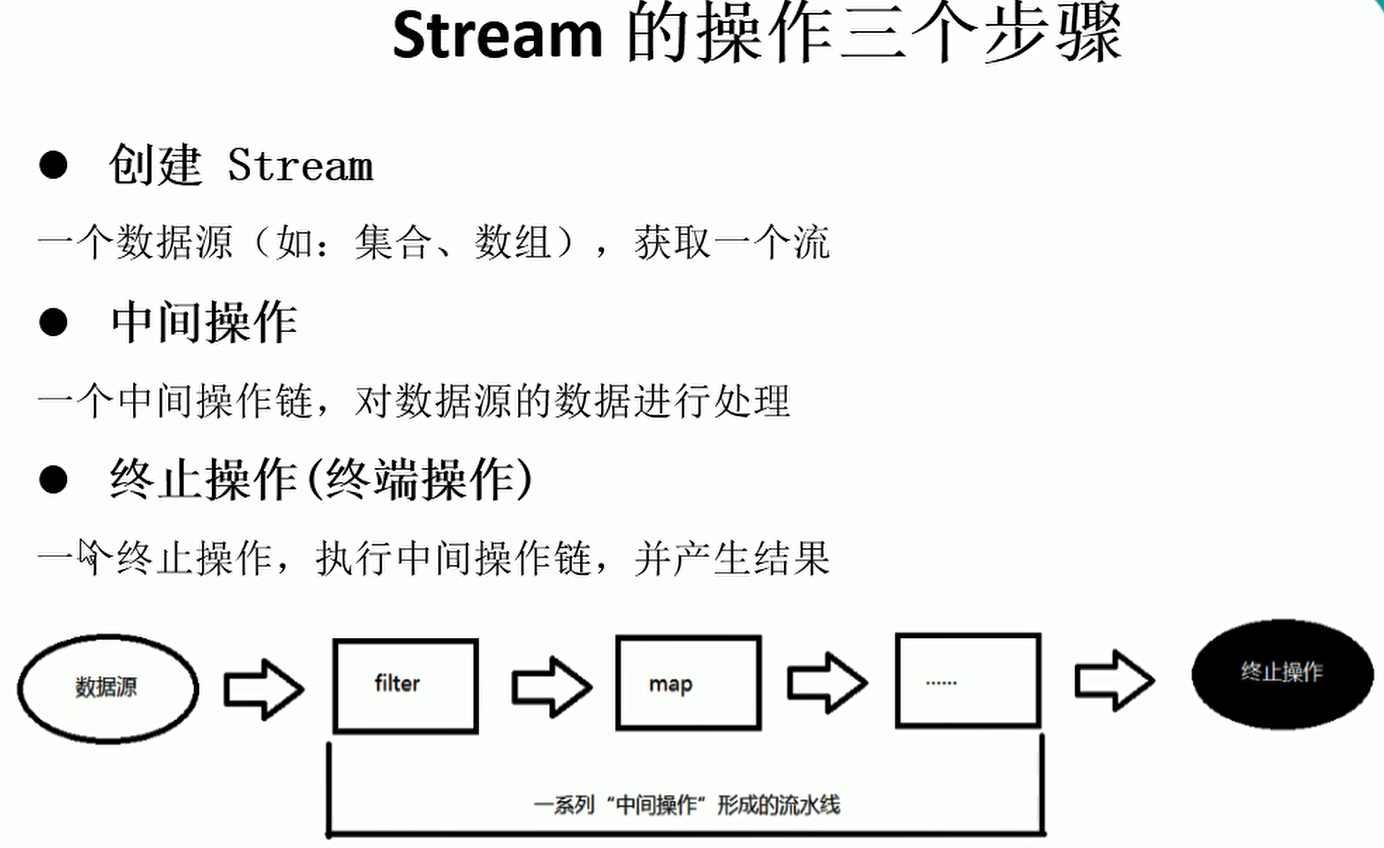 Stream 的操作三个步骤
● 创建 Stream
一个数据源（如：集合、数组），获取一个流
● 中间操作
一个中间操作链，对数据源的数据进行处理
● 终止操作(终端操作)
一个终止操作，执行中间操作链，并产生结果
数据源
filter
map
......
终止操作
一系列“中间操作”形成的流水线